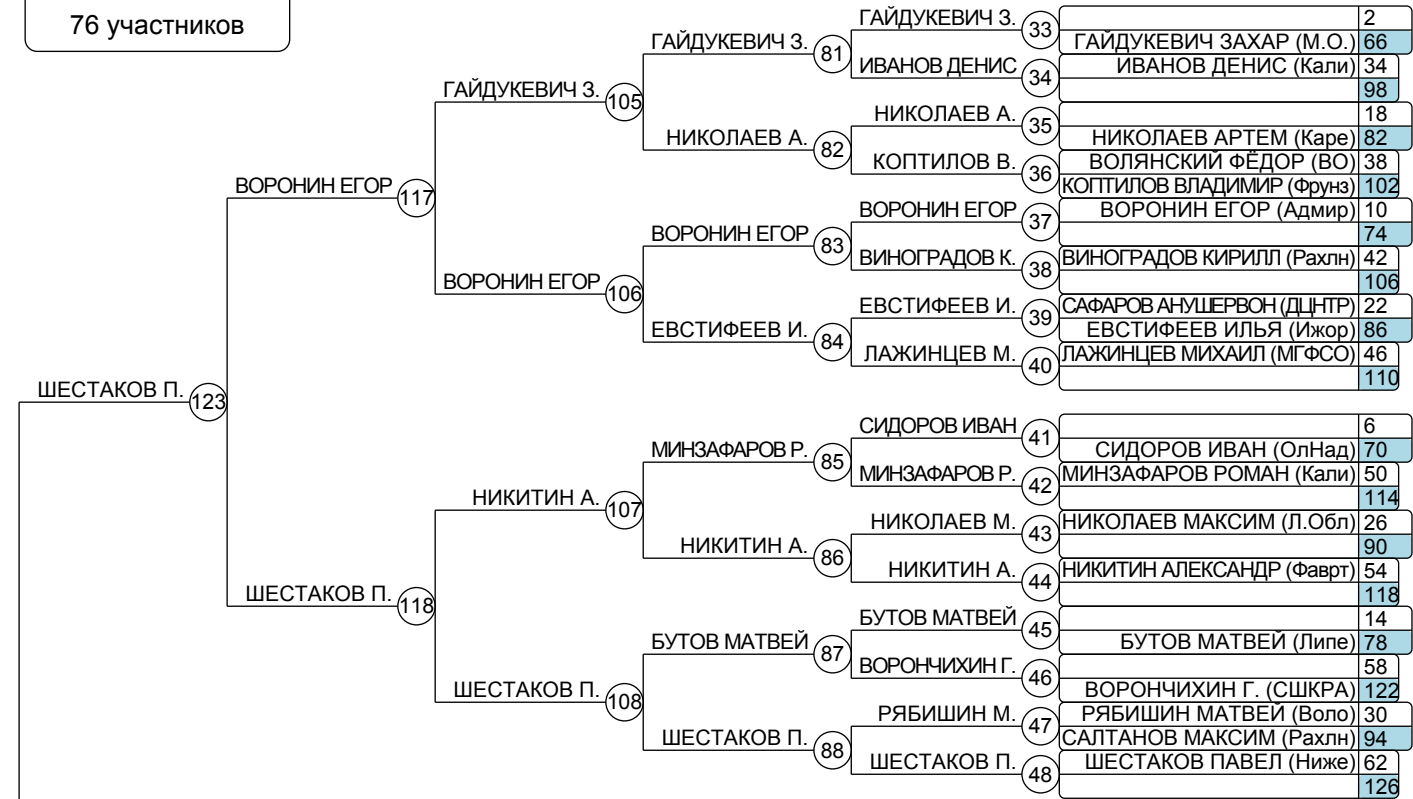 76 участников
ГАЙДУКЕВИЧ З. 33 2
ГАЙДУКЕВИЧ З. 81 ГАЙДУКЕВИЧ ЗАХАР (М.О.) 66
ИВАНОВ ДЕНИС 34 ИВАНОВ ДЕНИС (Кали) 34
ГАЙДУКЕВИЧ З. 105 98
НИКОЛАЕВ А. 35 18
НИКОЛАЕВ А. 82 НИКОЛАЕВ АРТЕМ (Каре) 82
КОПТИЛОВ В. 36 ВОЛЯНСКИЙ ФЁДОР (ВО) 38
ВОРОНИН ЕГОР 117 КОПТИЛОВ ВЛАДИМИР (Фрунз) 102
ВОРОНИН ЕГОР 37 ВОРОНИН ЕГОР (Адмир) 10
ВОРОНИН ЕГОР 83 74
ВИНОГРАДОВ К. 38 ВИНОГРАДОВ КИРИЛЛ (Рахлн) 42
ВОРОНИН ЕГОР 106 106
ЕВСТИФЕЕВ И. 39 САФАРОВ АНУШЕРВОН (ДЦНТР) 22
ЕВСТИФЕЕВ И. 84 ЕВСТИФЕЕВ ИЛЬЯ (Ижор) 86
ЛАЖИНЦЕВ М. 40 ЛАЖИНЦЕВ МИХАИЛ (МГФСО) 46
110
ШЕСТАКОВ П. 123
СИДОРОВ ИВАН 41 6
МИНЗАФАРОВ Р. 85 СИДОРОВ ИВАН (ОлНад) 70
МИНЗАФАРОВ Р. 42 МИНЗАФАРОВ РОМАН (Кали) 50
НИКИТИН А. 107 114
НИКОЛАЕВ М. 43 НИКОЛАЕВ МАКСИМ (Л.Обл) 26
НИКИТИН А. 86 90
НИКИТИН А. 44 НИКИТИН АЛЕКСАНДР (Фаврт) 54
ШЕСТАКОВ П. 118 118
БУТОВ МАТВЕЙ 45 14
БУТОВ МАТВЕЙ 87 БУТОВ МАТВЕЙ (Липе) 78
ВОРОНЧИХИН Г. 46 58
ШЕСТАКОВ П. 108 ВОРОНЧИХИН Г. (СШКРА) 122
РЯБИШИН М. 47 РЯБИШИН МАТВЕЙ (Воло) 30
ШЕСТАКОВ П. 88 САЛТАНОВ МАКСИМ (Рахлн) 94
ШЕСТАКОВ П. 48 ШЕСТАКОВ ПАВЕЛ (Ниже) 62
126